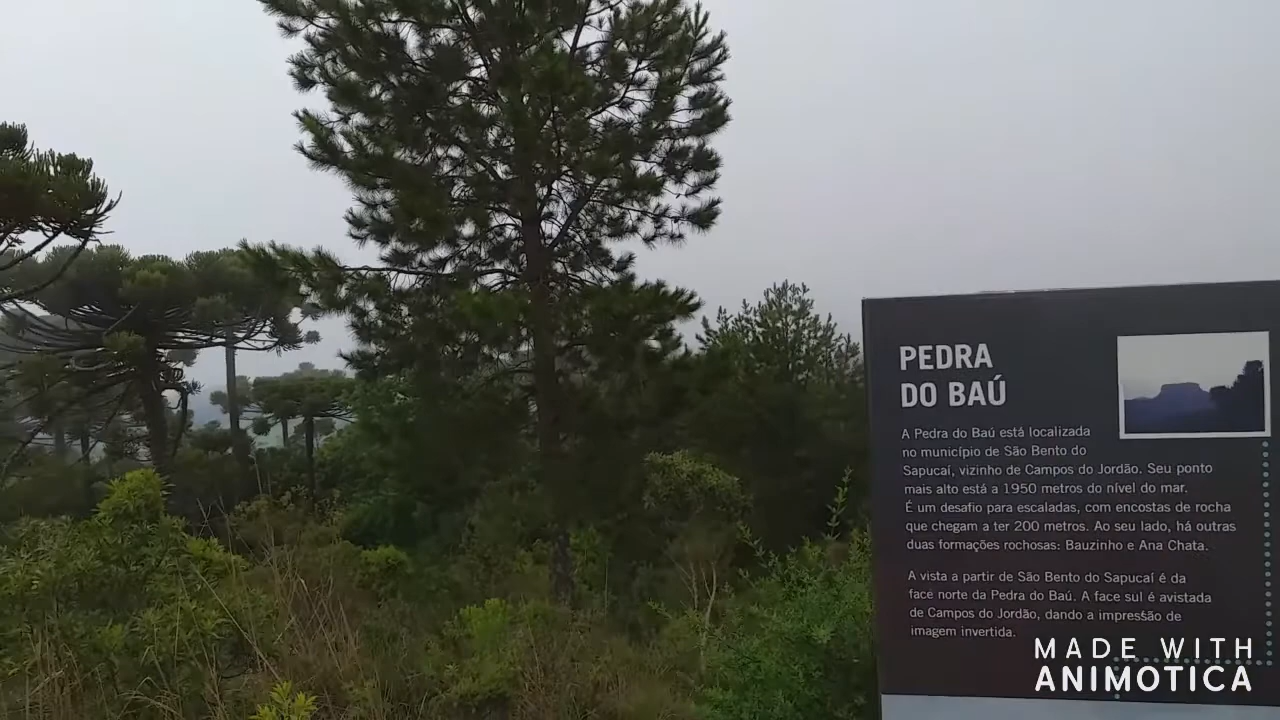 PEDRA
DO BAÚ
A Pedra do Baú está localizada
no município de São Bento do
Sapucaí, vizinho de Campos do Jordão. Seu ponto
mais alto está a 1950 metros do nível do mar.
É um desafio para escaladas, com encostas de rocha
que chegam a ter 200 metros. Ao seu lado, há outras
duas formações rochosas: Bauzinho e Ana Chata.
A vista a partir de São Bento do Sapucaí é da
face norte da Pedra do Baú. A face sul é avistada
de Campos do Jordão, dando a impressão de
imagem invertida.
MADE WITH
ANIMOTICA